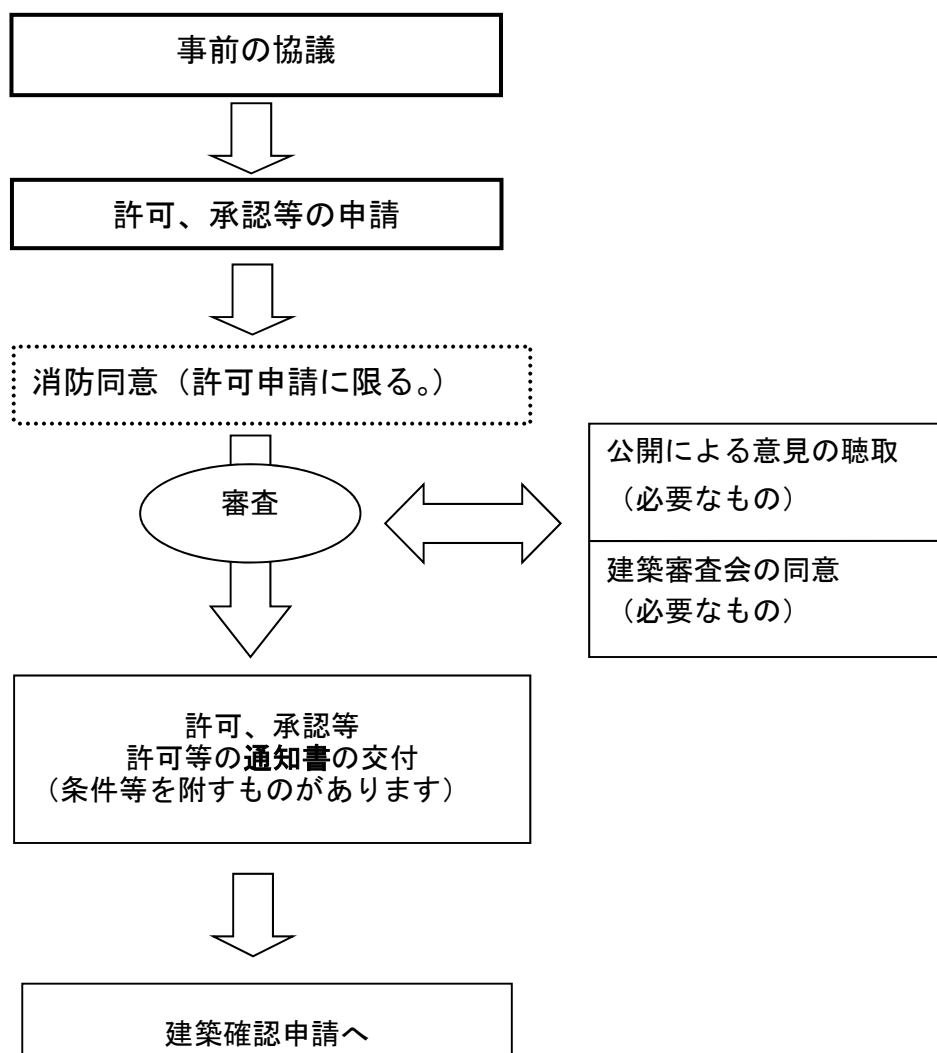 事前の協議
許可、承認等の申請
消防同意（許可申請に限る。）
審査
公開による意見の聴取
（必要なもの）
建築審査会の同意
（必要なもの）
許可、承認等
許可等の通知書の交付
（条件等を附すものがあります）
建築確認申請へ